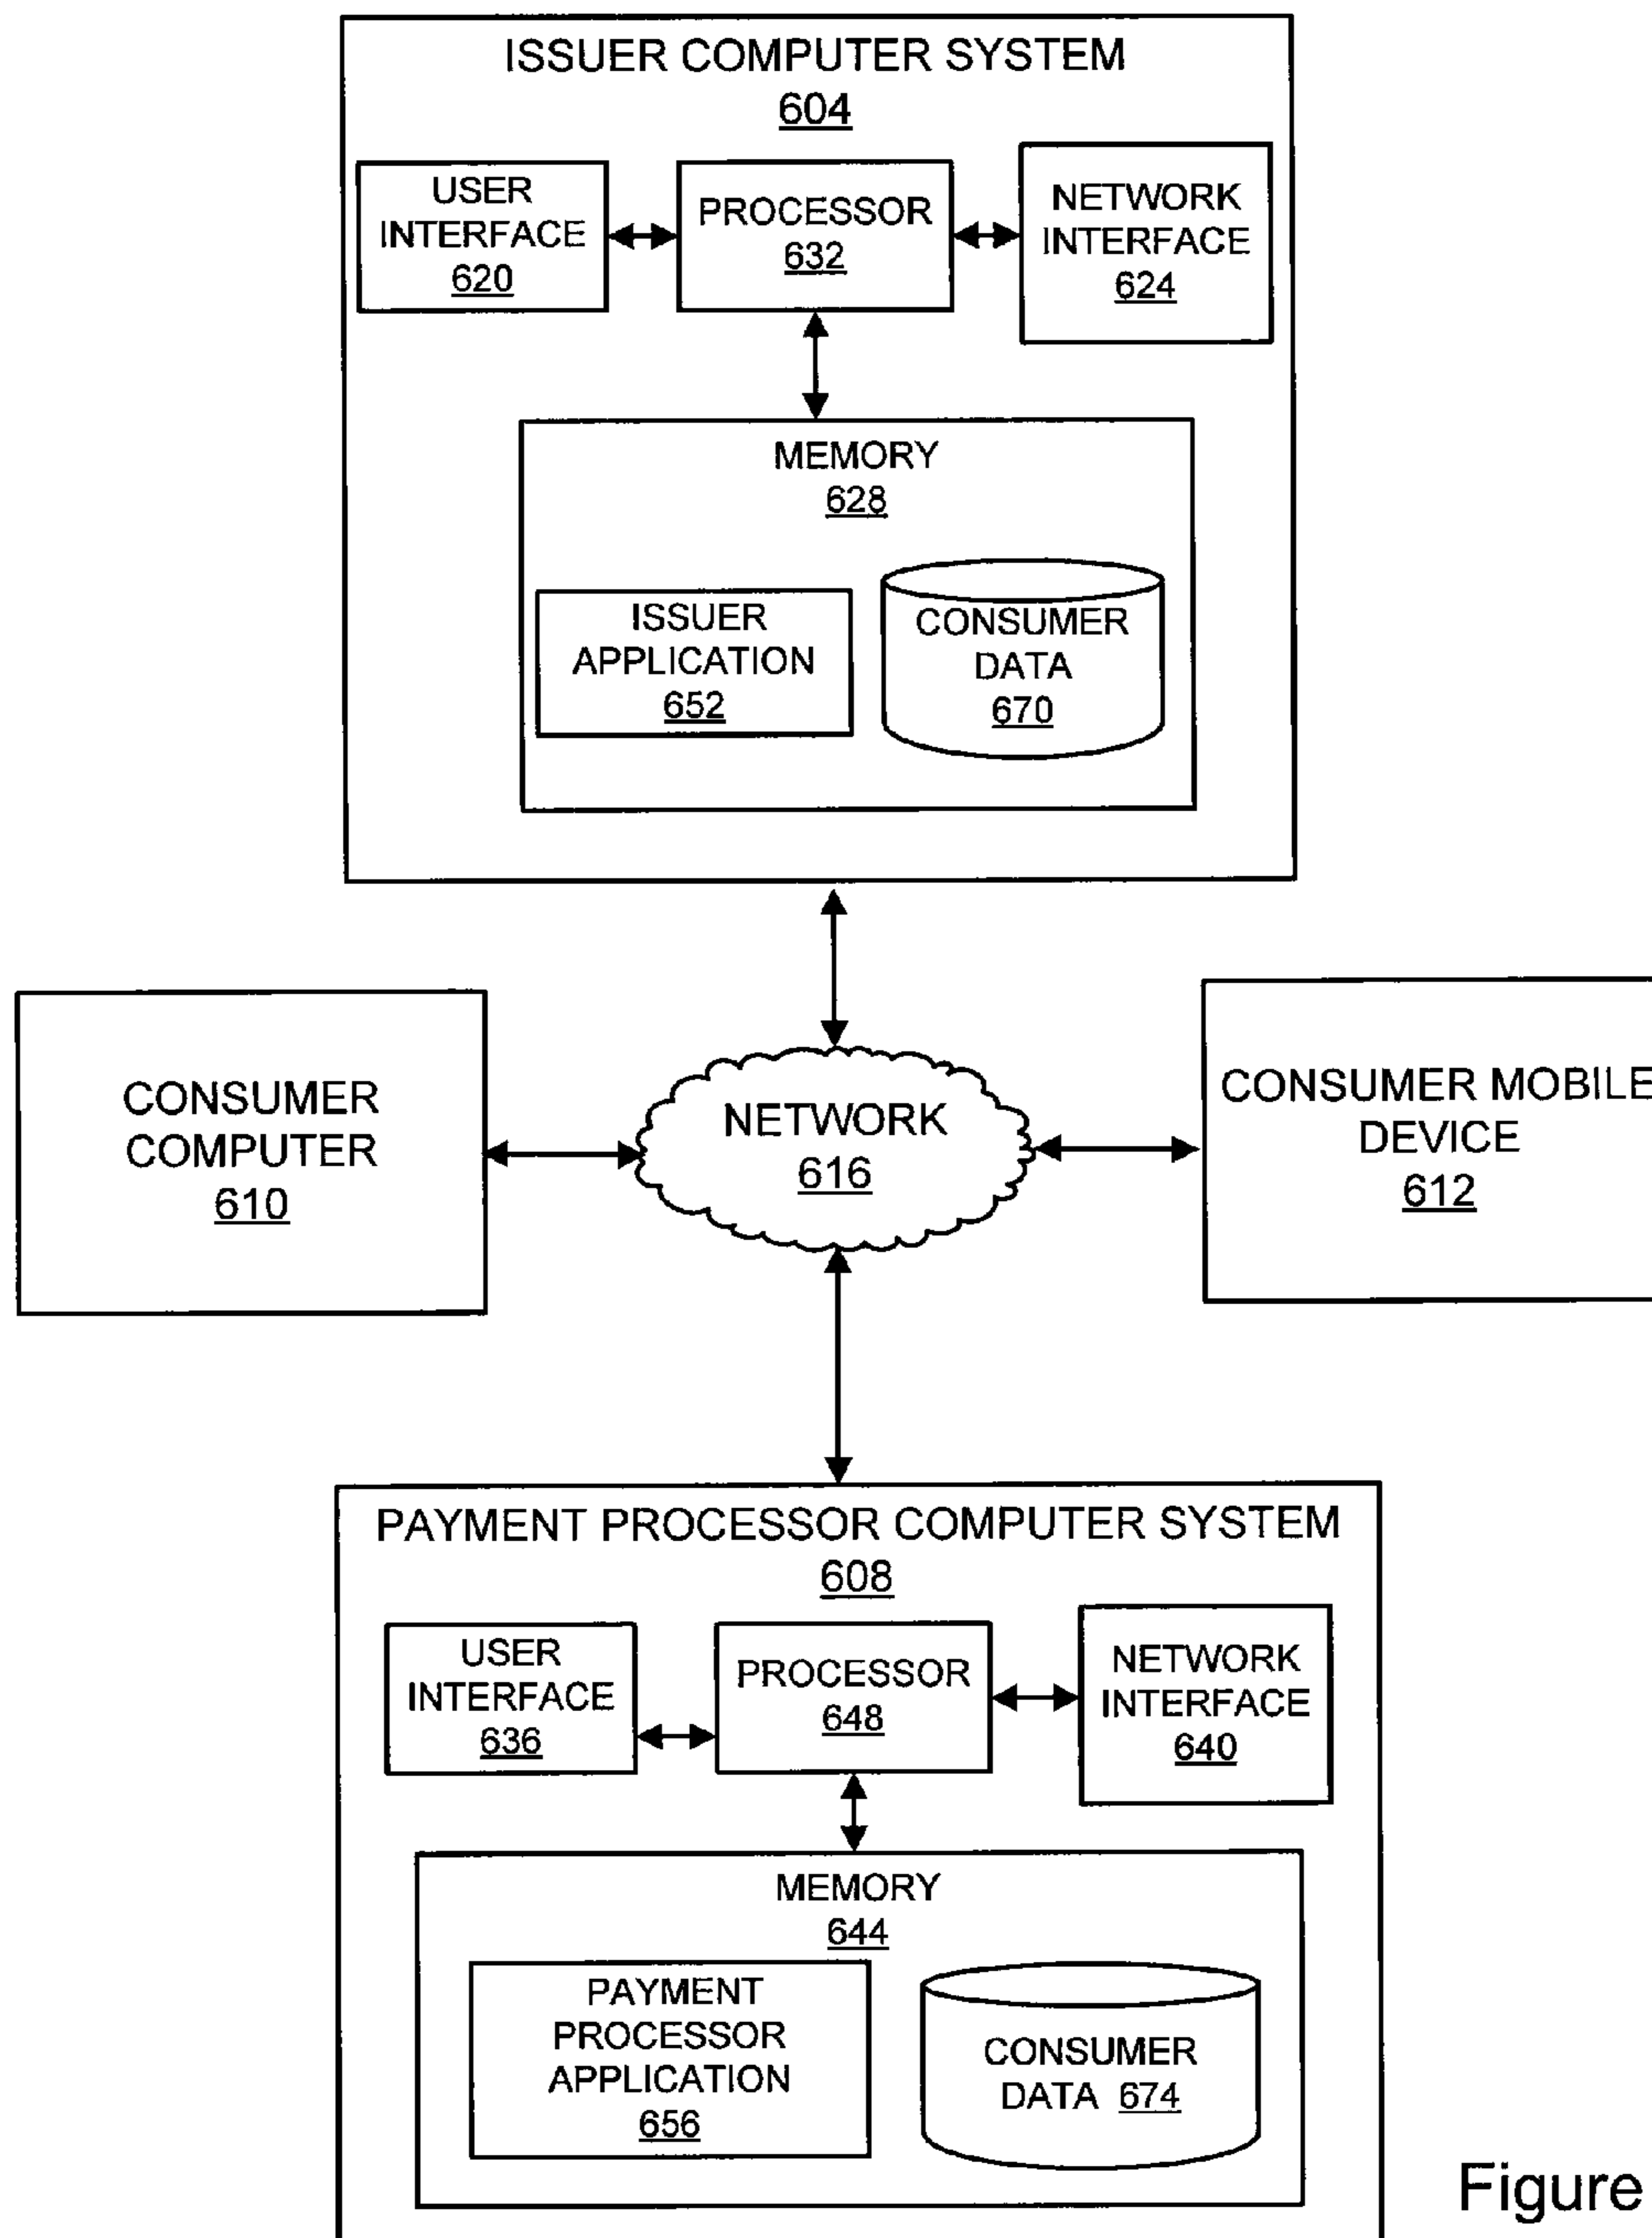 ISSUER COMPUTER SYSTEM
604
USER
INTERFACE
620
PROCESSOR
632
NETWORK
INTERFACE
624
MEMORY
628
ISSUER
APPLICATION
652
CONSUMER
DATA
670
CONSUMER
COMPUTER
610
NETWORK
616
CONSUMER MOBILE
DEVICE
612
PAYMENT PROCESSOR COMPUTER SYSTEM
608
USER
INTERFACE
636
PROCESSOR
648
NETWORK
INTERFACE
640
MEMORY
644
PAYMENT
PROCESSOR
APPLICATION
656
CONSUMER
DATA 674
Figure